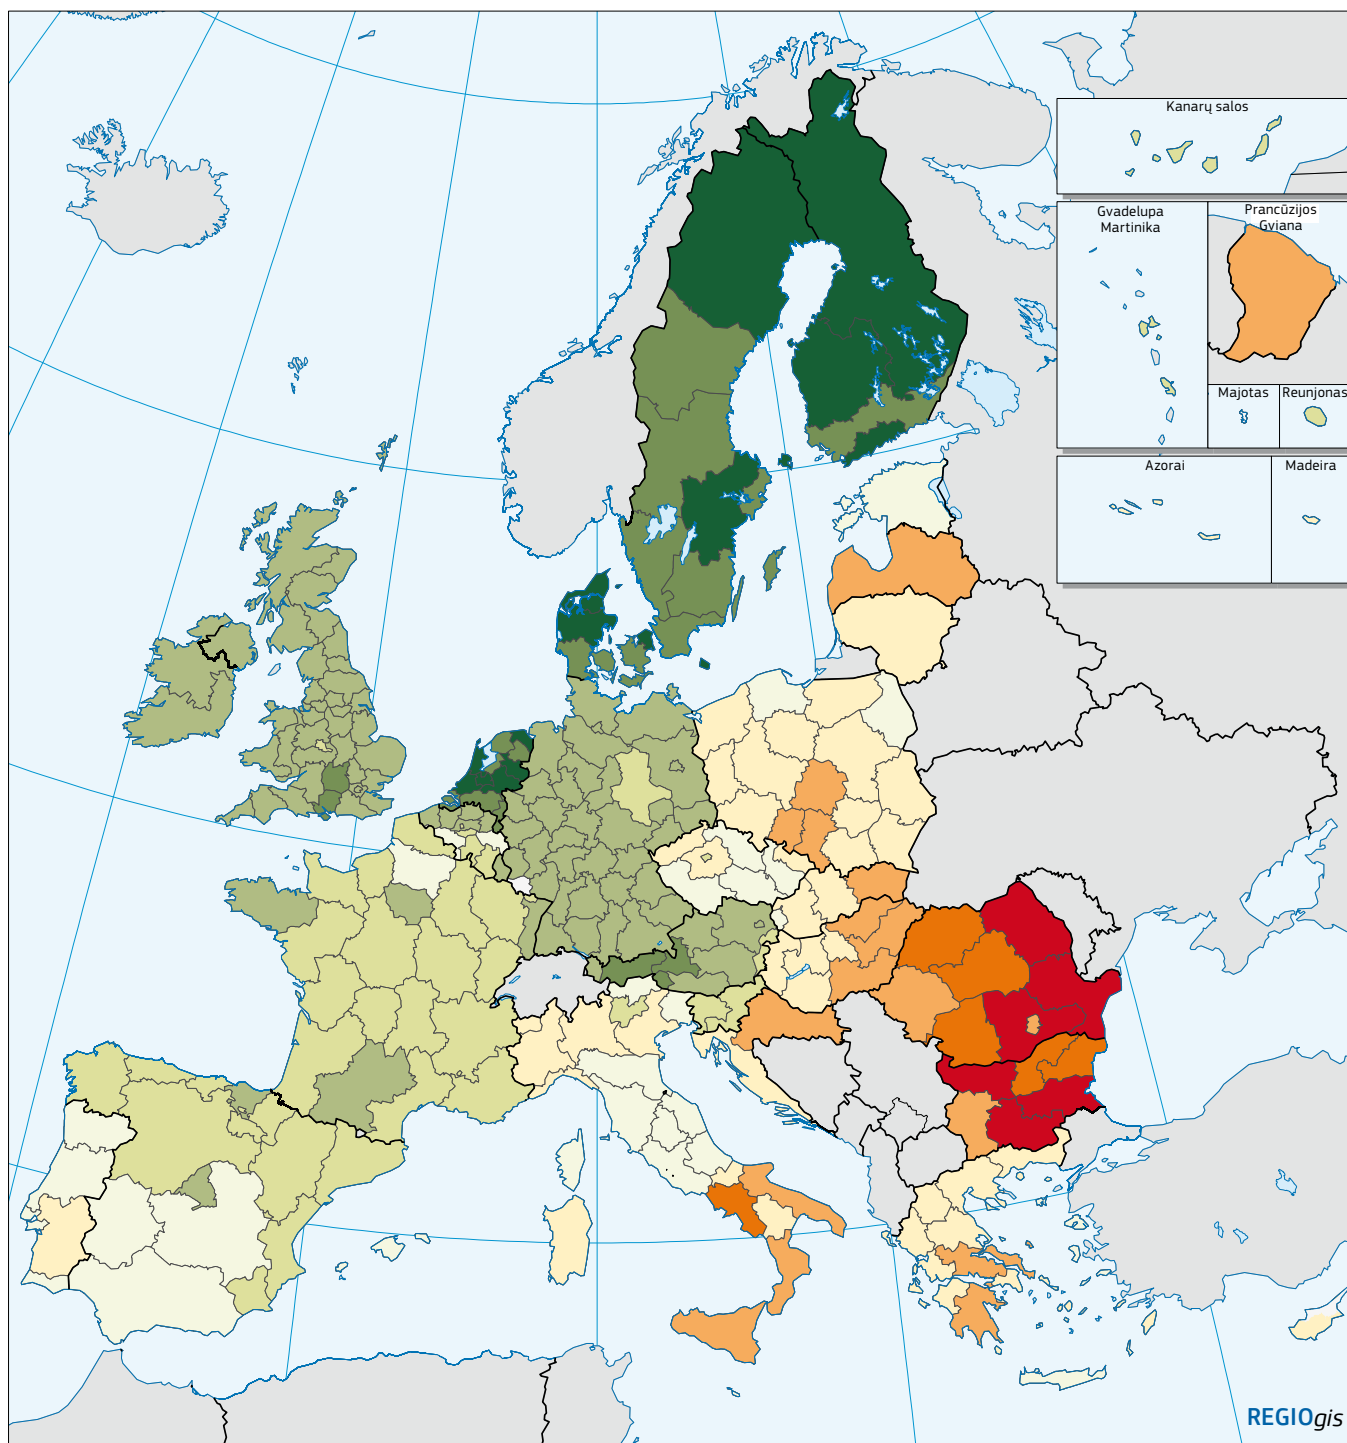 Kanarų salos
Gvadelupa
Martinika
Prancūzijos
Gviana
Majotas
Reunjonas
Azorai
Madeira
REGIOgis